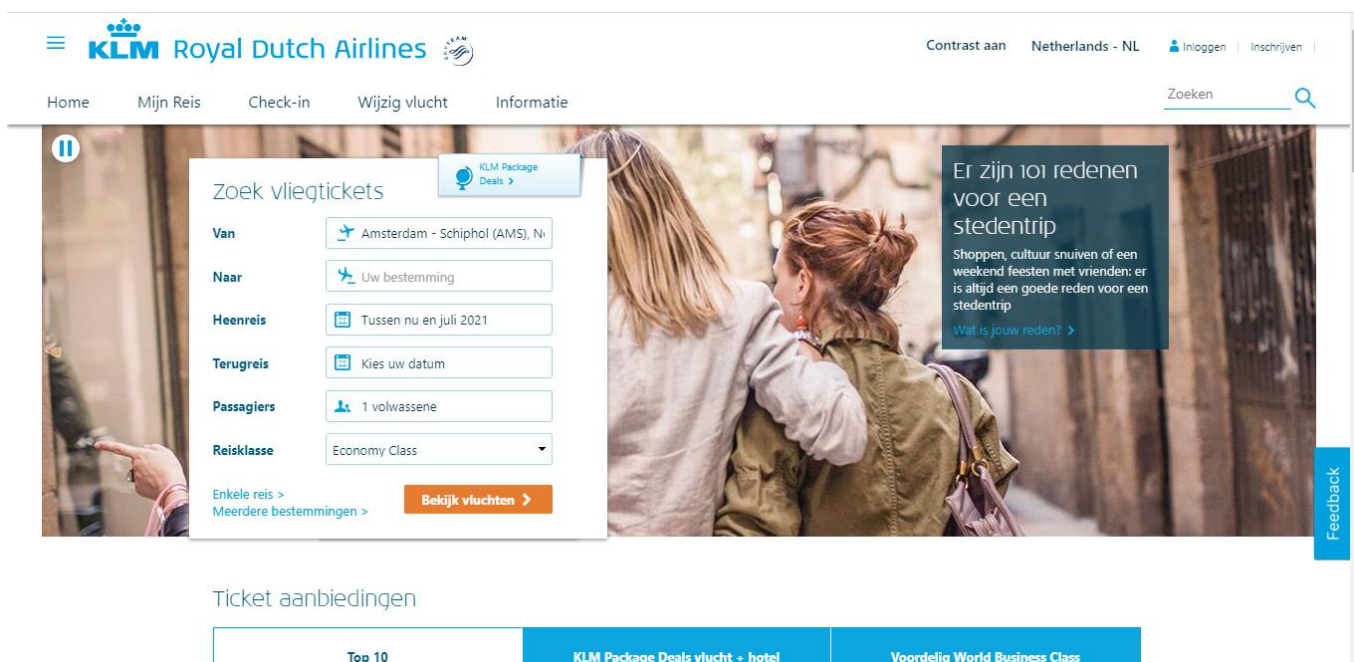 KLM Royal Dutch Airlines
Contrast aan
Netherlands - NL
Inloggen
Inschrijven
Home
Mijn Reis
Check-in
Wijzig vlucht
Informatie
Zoeken
KLM Package
Deals >
Zoek vliegtickets
Van
Amsterdam - Schiphol (AMS), N
Naar
Uw bestemming
Heenreis
Tussen nu en juli 2021
Terugreis
Kies uw datum
Passagiers
1 volwassene
Reisklasse
Economy Class
Enkele reis >
Meerdere bestemmingen >
Bekijk vluchten
Er zijn 101 redenen
voor een
stedentrip
Shoppen, cultuur snuiven of een
weekend feesten met vrienden: er
is altijd een goede reden voor een
stedentrip
Wat is jouw reden? >
Feedback
Ticket aanbiedingen
Top 10
KLM Package Deals vlucht + hotel
Voordelig World Business Class